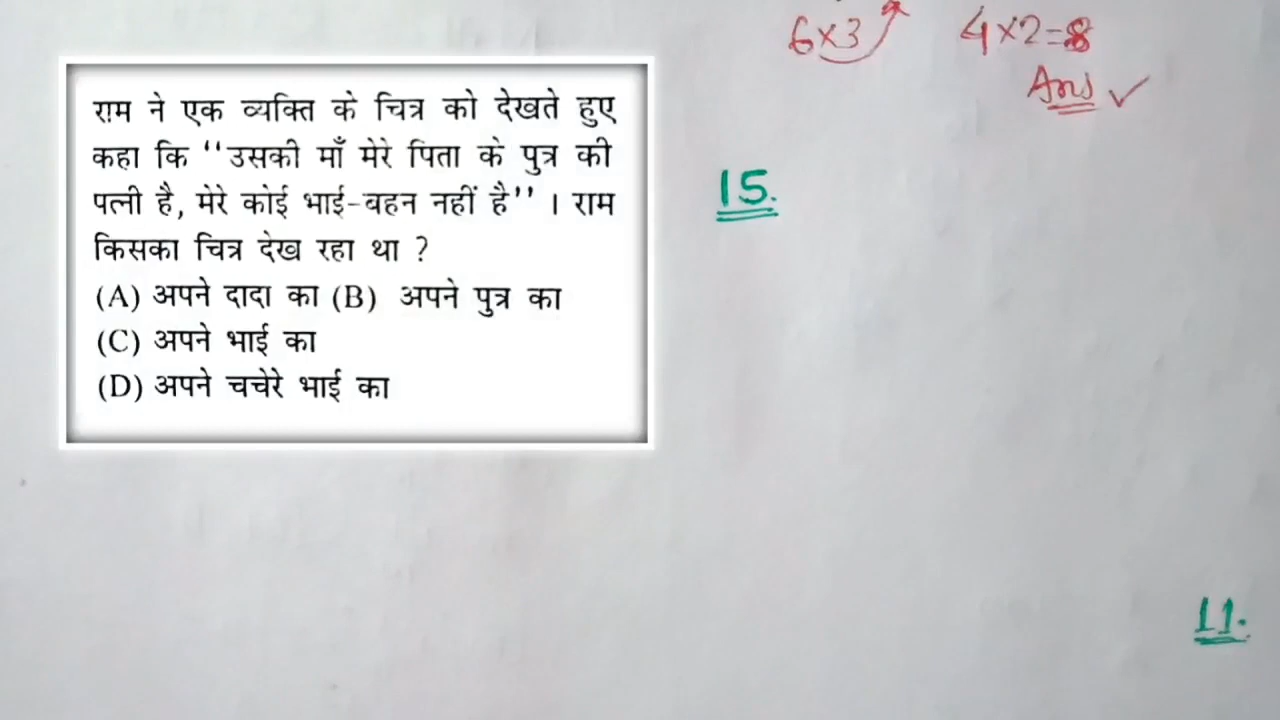 6×3 4×2=8
Ans ✓
राम ने एक व्यक्ति के चित्र को देखते हुए
कहा कि ‘‘उसकी माँ मेरे पिता के पुत्र की
पत्नी है, मेरे कोई भाई-बहन नहीं है’’ । राम
किसका चित्र देख रहा था ?
(A) अपने दादा का (B) अपने पुत्र का
(C) अपने भाई का
(D) अपने चचेरे भाई का
15.
11.